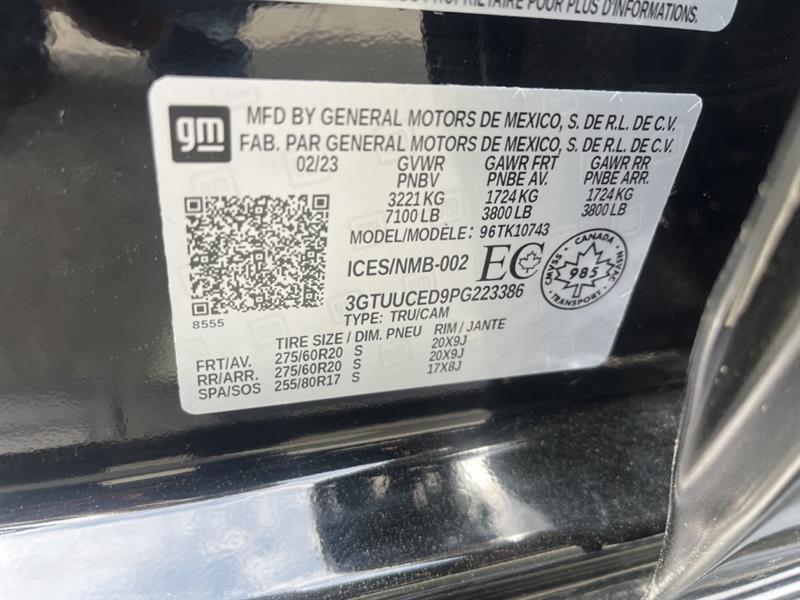 PROPRIÉTAIRE POUR PLUS D'INFORMATIONS.
gm
MFD BY GENERAL MOTORS DE MEXICO, S. DE R.L. DE C.V.
FAB. PAR GENERAL MOTORS DE MEXICO, S. DE R.L. DE C.V.
02/23 GVWR GAWR FRT GAWR RR
PNBV PNBE AV. PNBE ARR.
3221 KG 1724 KG 1724 KG
7100 LB 3800 LB 3800 LB
MODEL/MODÈLE: 96TK10743
ICES/NMB-002 EC
CANADA
CMVSS 985 NSVAC
TRANSPORT
3GTUUCED9PG223386
8555
TYPE: TRU/CAM
TIRE SIZE / DIM. PNEU RIM / JANTE
FRT/AV. 275/60R20 S 20X9J
RR/ARR. 275/60R20 S 20X9J
SPA/SOS 255/80R17 S 17X8J